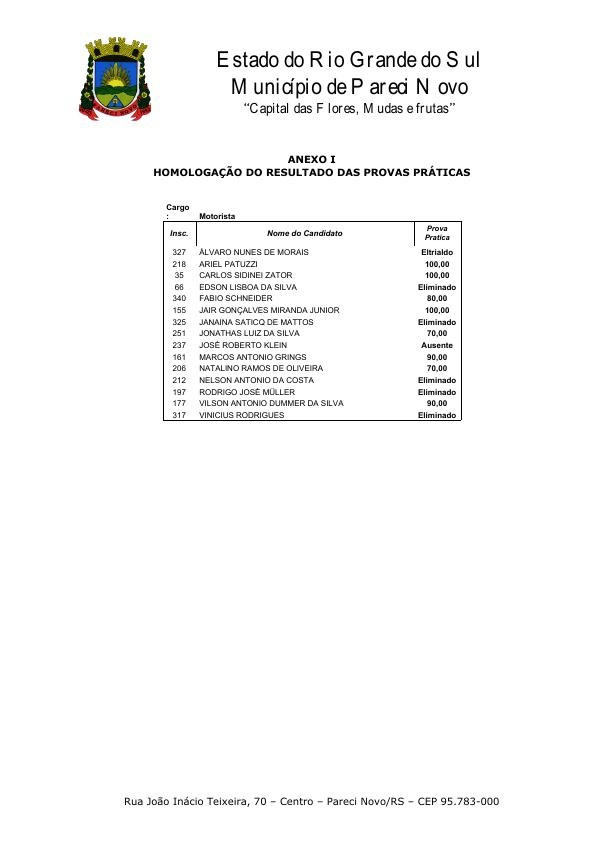 Estado do Rio Grande do Sul
Município de Pareci Novo
“Capital das Flores, Mudas e frutas”
PARECI NOVO
ANEXO I
HOMOLOGAÇÃO DO RESULTADO DAS PROVAS PRÁTICAS
Cargo
: Motorista
Insc. Nome do Candidato Prova
Pratica
327 ÁLVARO NUNES DE MORAIS Eltrialdo
218 ARIEL PATUZZI 100,00
35 CARLOS SIDINEI ZATOR 100,00
66 EDSON LISBOA DA SILVA Eliminado
340 FABIO SCHNEIDER 80,00
155 JAIR GONÇALVES MIRANDA JUNIOR 100,00
325 JANAINA SATICQ DE MATTOS Eliminado
251 JONATHAS LUIZ DA SILVA 70,00
237 JOSÉ ROBERTO KLEIN Ausente
161 MARCOS ANTONIO GRINGS 90,00
206 NATALINO RAMOS DE OLIVEIRA 70,00
212 NELSON ANTONIO DA COSTA Eliminado
197 RODRIGO JOSÉ MÜLLER Eliminado
177 VILSON ANTONIO DUMMER DA SILVA 90,00
317 VINICIUS RODRIGUES Eliminado
Rua João Inácio Teixeira, 70 – Centro – Pareci Novo/RS – CEP 95.783-000